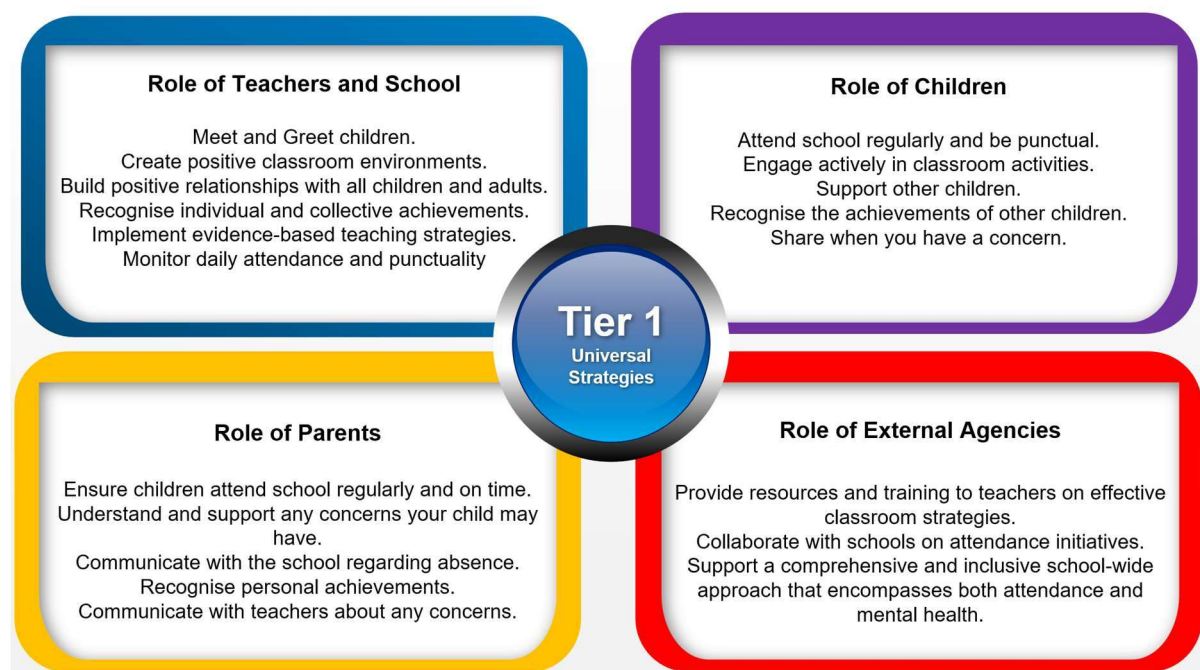 Role of Teachers and School
Meet and Greet children.
Create positive classroom environments.
Build positive relationships with all children and adults.
Recognise individual and collective achievements.
Implement evidence-based teaching strategies.
Monitor daily attendance and punctuality
Role of Children
Attend school regularly and be punctual.
Engage actively in classroom activities.
Support other children.
Recognise the achievements of other children.
Share when you have a concern.
Tier 1
Universal
Strategies
Role of Parents
Ensure children attend school regularly and on time.
Understand and support any concerns your child may
have.
Communicate with the school regarding absence.
Recognise personal achievements.
Communicate with teachers about any concerns.
Role of External Agencies
Provide resources and training to teachers on effective
classroom strategies.
Collaborate with schools on attendance initiatives.
Support a comprehensive and inclusive school-wide
approach that encompasses both attendance and
mental health.